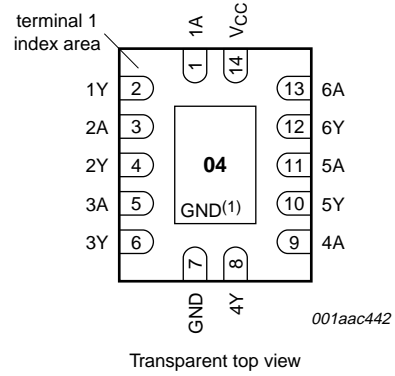 terminal 1
index area
1A
VCC
1
14
1Y 2
13 6A
2A 3
12 6Y
2Y 4
04
11 5A
3A 5
GND(1)
10 5Y
3Y 6
9 4A
7
8
GND
4Y
001aac442
Transparent top view